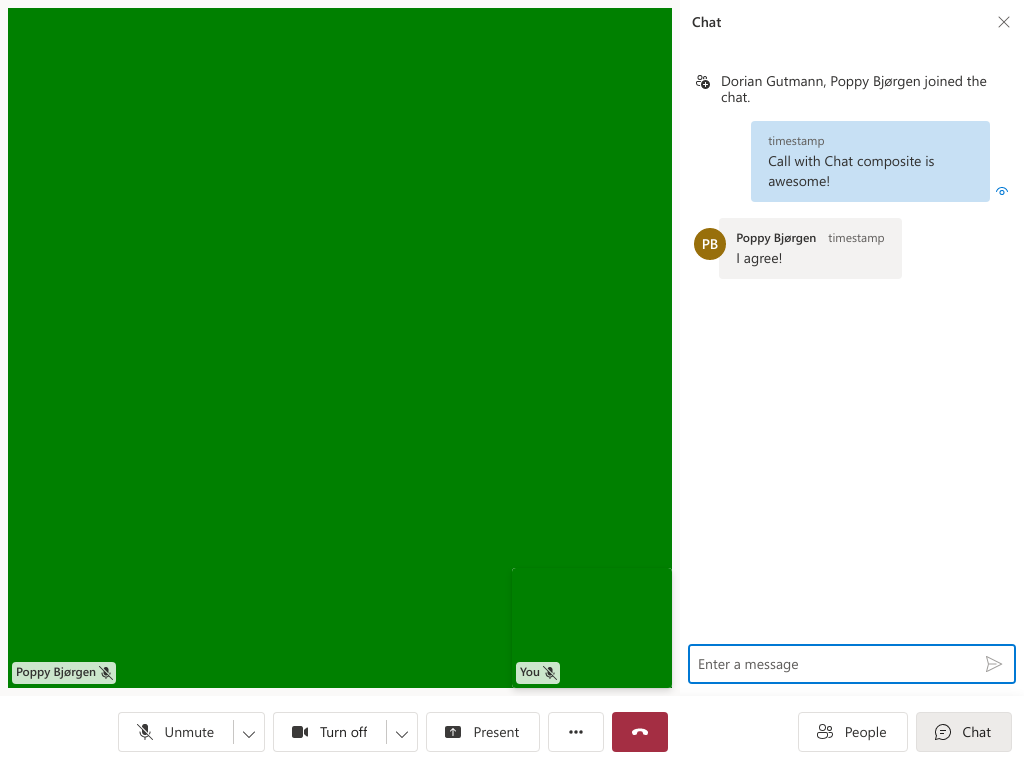 Chat
Dorian Gutmann, Poppy Bjørgen joined the
chat.
timestamp
Call with Chat composite is
awesome!
PB
Poppy Bjørgen timestamp
I agree!
Poppy Bjørgen
You
Enter a message
Unmute
Turn off
Present
People
Chat